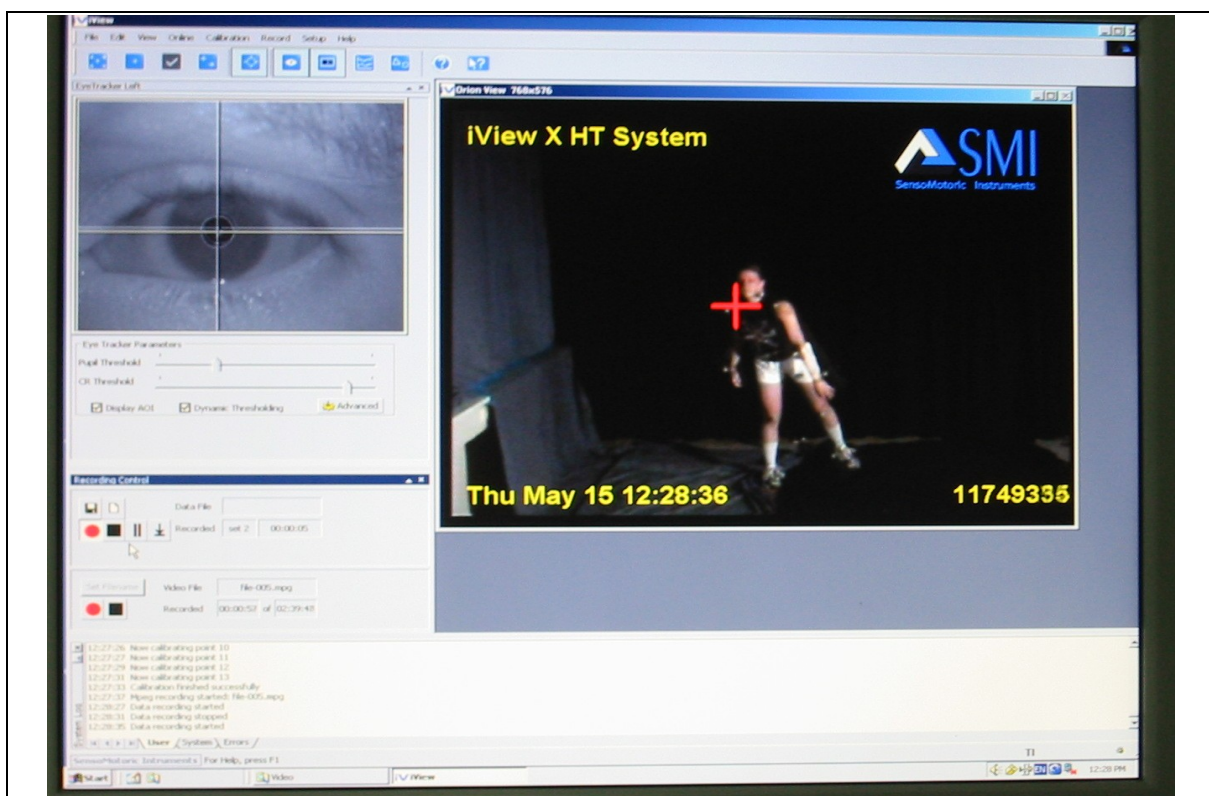 iView
File Edit View Online Calibration Record Setup Help
EyeTracker Left
Orion View 768x576
iView X HT System
SMI
SensoMotoric Instruments
Eye Tracker Parameters
Pupil Threshold
CR Threshold
Display AOI Dynamic Thresholding Advanced
Thu May 15 12:28:36
Recording Control
Data File
Recorded set 2 00:00:05
Set Filename Video File file-005.mpg
Recorded 00:00:57 of 02:39:47
12:27:26 Now calibrating point 10
12:27:27 Now calibrating point 11
12:27:29 Now calibrating point 12
12:27:31 Now calibrating point 13
12:27:33 Calibration finished successfully
12:27:37 Mpeg recording started: file-005.mpg
12:28:27 Data recording started
12:28:31 Data recording stopped
12:28:35 Data recording started
System Log
User System Errors
SensoMotoric Instruments For Help, press F1
Start Video iView EN 12:28 PM